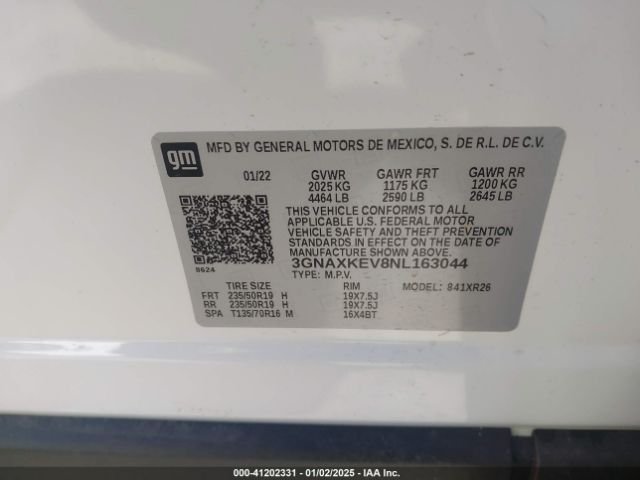 gm
MFD BY GENERAL MOTORS DE MEXICO, S. DE R.L. DE C.V.
01/22 GVWR GAWR FRT GAWR RR
2025 KG 1175 KG 1200 KG
4464 LB 2590 LB 2645 LB
THIS VEHICLE CONFORMS TO ALL
APPLICABLE U.S. FEDERAL MOTOR
VEHICLE SAFETY AND THEFT PREVENTION
STANDARDS IN EFFECT ON THE DATE OF
MANUFACTURE SHOWN ABOVE.
3GNAXKEV8NL163044
8624 TYPE: M.P.V.
TIRE SIZE RIM MODEL: 841XR26
FRT 235/50R19 H 19X7.5J
RR 235/50R19 H 19X7.5J
SPA T135/70R16 M 16X4BT
000-41202331 - 01/02/2025 - IAA Inc.